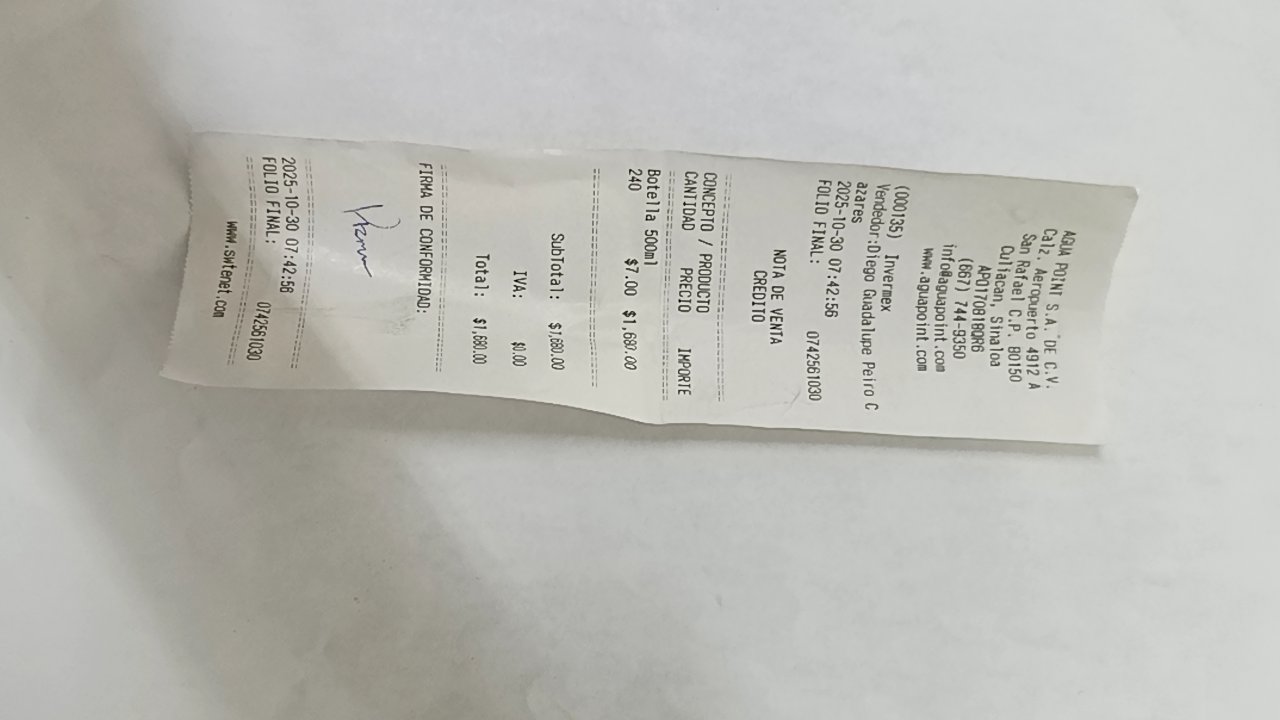 AGUA POINT S.A. DE C.V.
Calz. Aeropuerto 4912 A
San Rafael C.P. 80150
Culiacan, Sinaloa
APO170818QR6
(667) 744-9350
info@aguapoint.com
www.aguapoint.com
(000135) Invermex
Vendedor:Diego Guadalupe Peiro C
azares
2025-10-30 07:42:56
FOLIO FINAL: 0742561030
NOTA DE VENTA
CREDITO
CONCEPTO / PRODUCTO
CANTIDAD PRECIO IMPORTE
Botella 500ml
240 $7.00 $1,680.00
SubTotal: $1,680.00
IVA: $0.00
Total: $1,680.00
FIRMA DE CONFORMIDAD:
2025-10-30 07:42:56
FOLIO FINAL: 0742561030
www.swtenet.com